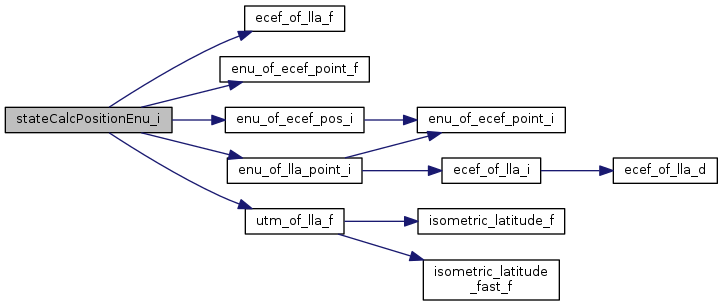 ecef_of_lla_f
enu_of_ecef_point_f
stateCalcPositionEnu_i
enu_of_ecef_pos_i
enu_of_ecef_point_i
enu_of_lla_point_i
ecef_of_lla_i
ecef_of_lla_d
utm_of_lla_f
isometric_latitude_f
isometric_latitude
_fast_f